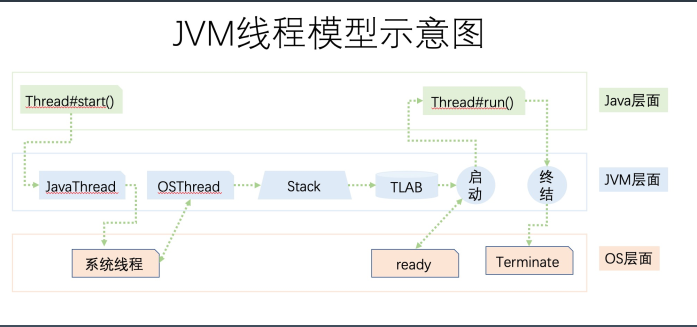 JVM线程模型示意图
Thread#start()
Thread#run()
Java层面
JavaThread
OSThread
Stack
TLAB
启
动
终
结
JVM层面
系统线程
ready
Terminate
OS层面